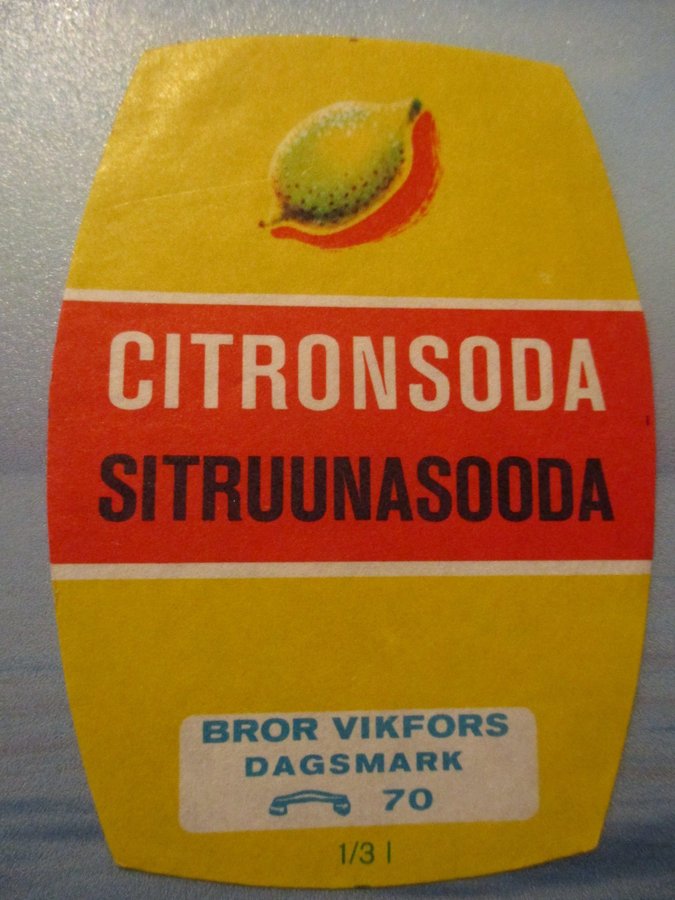 CITRONSODA
SITRUUNASOODA
BROR VIKFORS
DAGSMARK
70
1/3 l